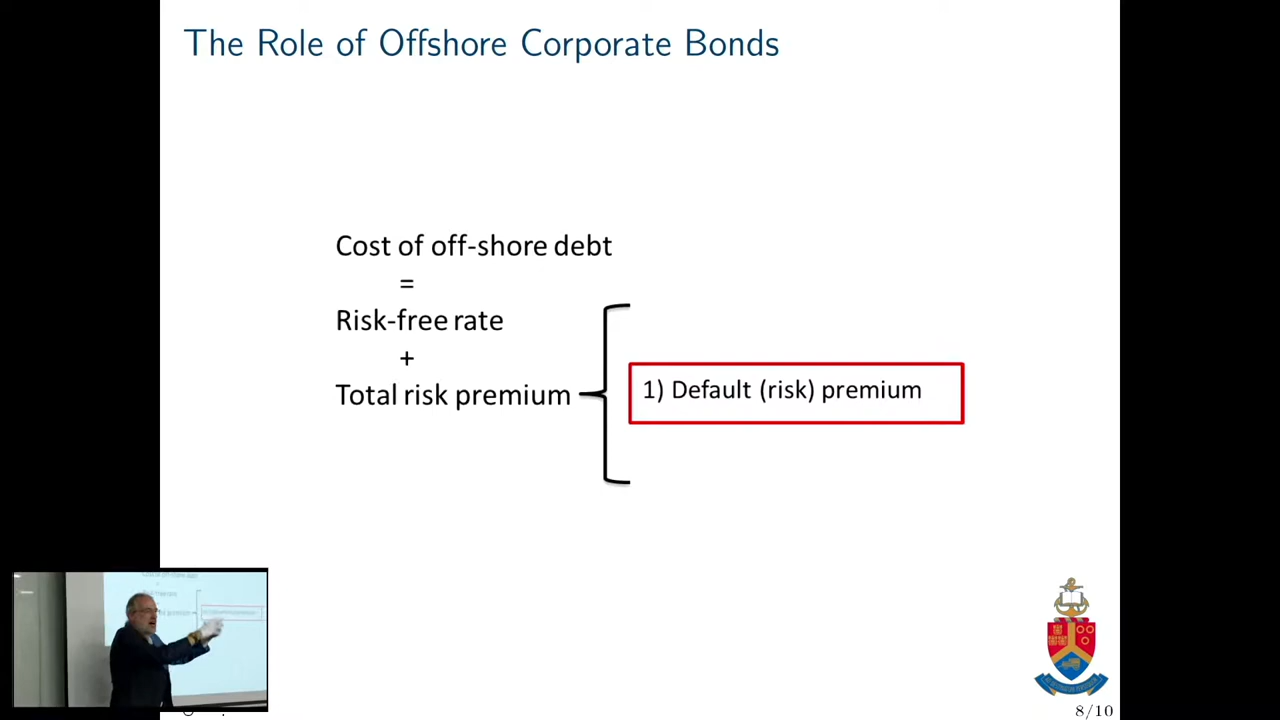 The Role of Offshore Corporate Bonds
Cost of off-shore debt
=
Risk-free rate
+
Total risk premium
1) Default (risk) premium
8/10